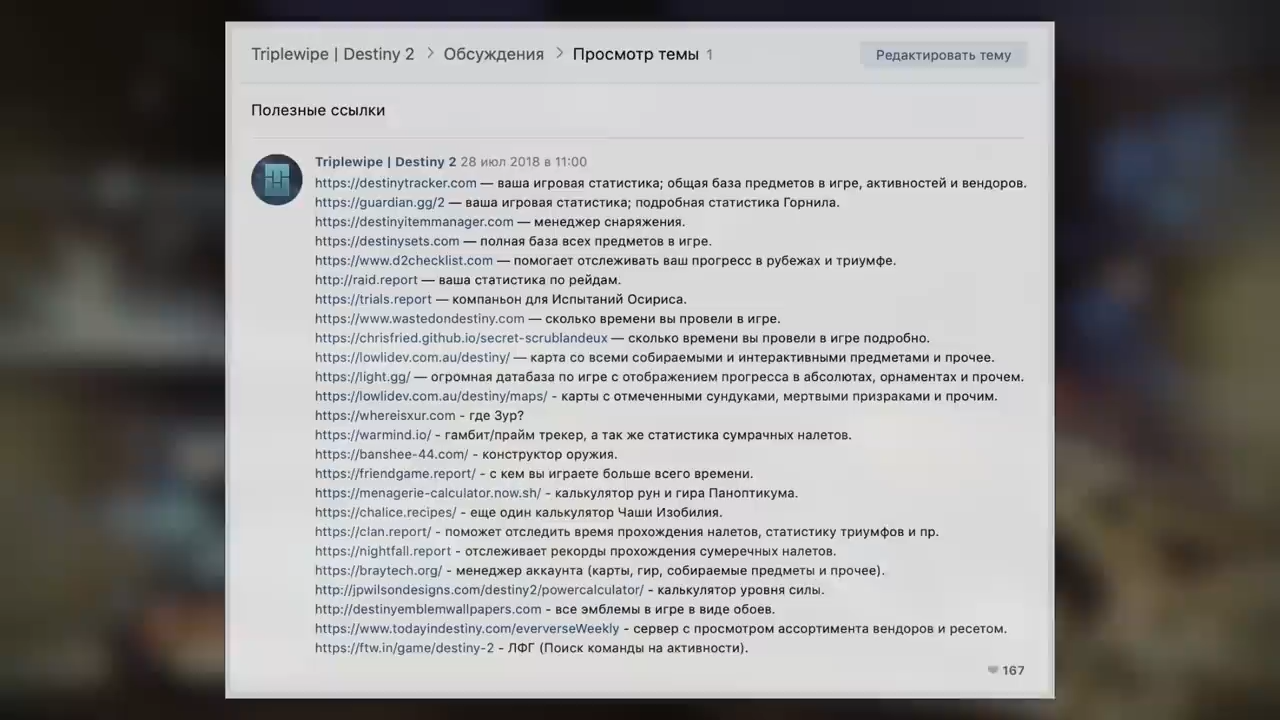 Triplewipe | Destiny 2 > Обсуждения > Просмотр темы 1
Редактировать тему
Полезные ссылки
Triplewipe | Destiny 2 28 июл 2018 в 11:00
https://destinytracker.com — ваша игровая статистика; общая база предметов в игре, активностей и вендоров.
https://guardian.gg/2 — ваша игровая статистика; подробная статистика Горнила.
https://destinyitemmanager.com — менеджер снаряжения.
https://destinysets.com — полная база всех предметов в игре.
https://www.d2checklist.com — помогает отслеживать ваш прогресс в рубежах и триумфе.
http://raid.report — ваша статистика по рейдам.
https://trials.report — компаньон для Испытаний Осириса.
https://www.wastedondestiny.com — сколько времени вы провели в игре.
https://chrisfried.github.io/secret-scrublandeux — сколько времени вы провели в игре подробно.
https://lowlidev.com.au/destiny/ — карта со всеми собираемыми и интерактивными предметами и прочее.
https://light.gg/ — огромная датабаза по игре с отображением прогресса в абсолютах, орнаментах и прочем.
https://lowlidev.com.au/destiny/maps/ - карты с отмеченными сундуками, мертвыми призраками и прочим.
https://whereisxur.com - где Зур?
https://warmind.io/ - гамбит/прайм трекер, а так же статистика сумрачных налетов.
https://banshee-44.com/ - конструктор оружия.
https://friendgame.report/ - с кем вы играете больше всего времени.
https://menagerie-calculator.now.sh/ - калькулятор рун и гира Паноптикума.
https://chalice.recipes/ - еще один калькулятор Чаши Изобилия.
https://clan.report/ - поможет отследить время прохождения налетов, статистику триумфов и пр.
https://nightfall.report - отслеживает рекорды прохождения сумеречных налетов.
https://braytech.org/ - менеджер аккаунта (карты, гир, собираемые предметы и прочее).
http://jpwilsondesigns.com/destiny2/powercalculator/ - калькулятор уровня силы.
http://destinyemblemwallpapers.com - все эмблемы в игре в виде обоев.
https://www.todayindestiny.com/eververseWeekly - сервер с просмотром ассортимента вендоров и ресетом.
https://ftw.in/game/destiny-2 - ЛФГ (Поиск команды на активности).
167